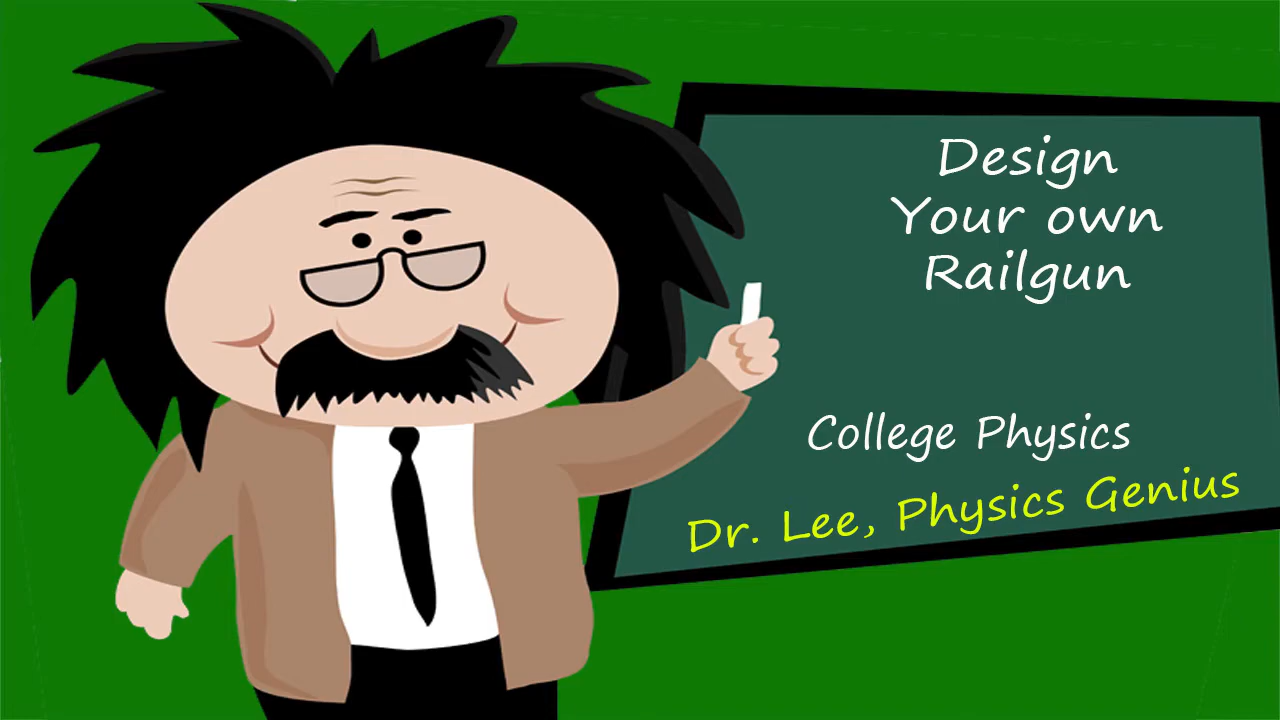 Design
Your own
Railgun
College Physics
Dr. Lee, Physics Genius